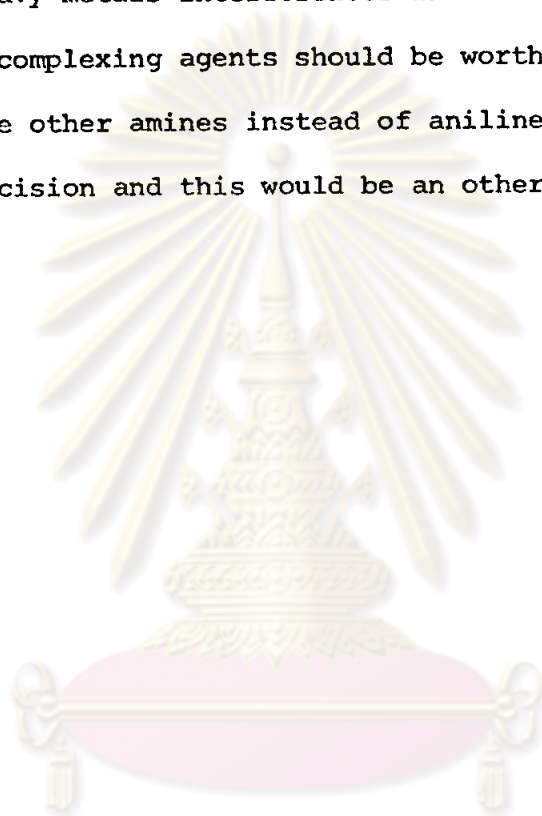 complexing agents should be worth
e other amines instead of aniline
cision and this would be an other